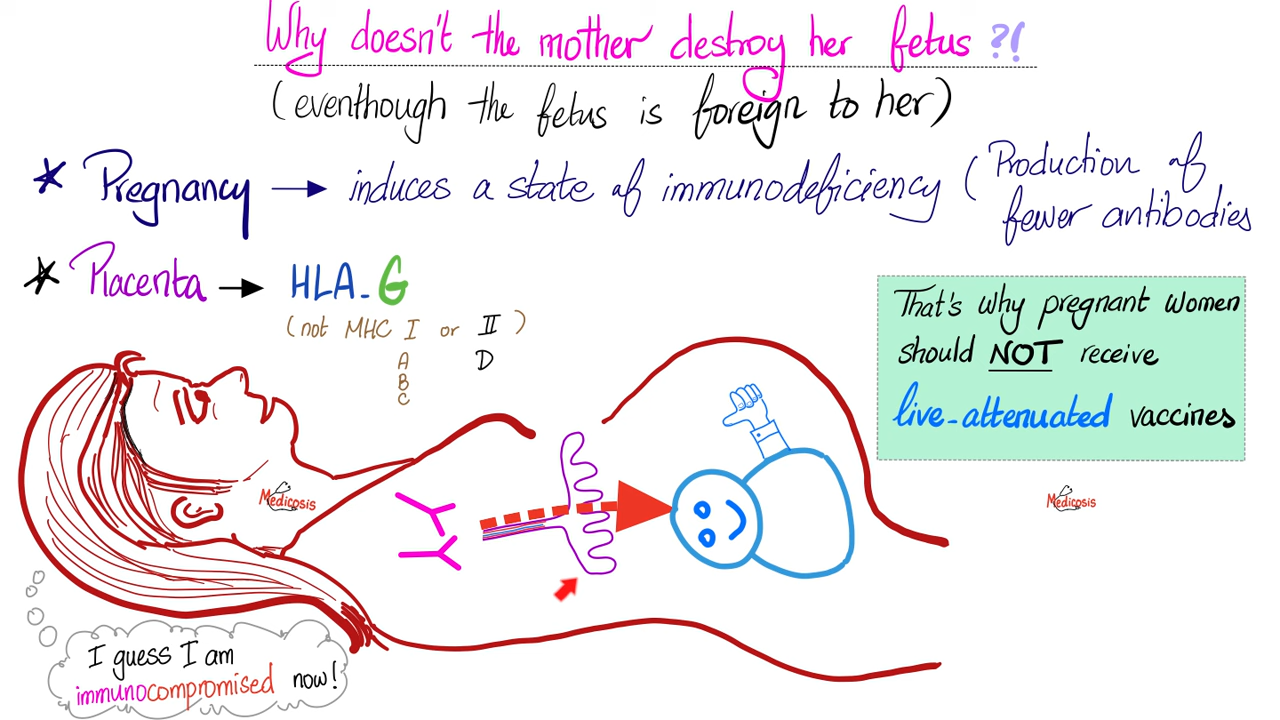 Why doesn't the mother destroy her fetus ?!
(eventhough the fetus is foreign to her)
* Pregnancy → induces a state of immunodeficiency (Production of
fewer antibodies
* Placenta → HLA-G
(not MHC I or II)
A D
B
C
That's why pregnant women
should NOT receive
live-attenuated vaccines
Medicosis
Medicosis
I guess I am
immunocompromised now!